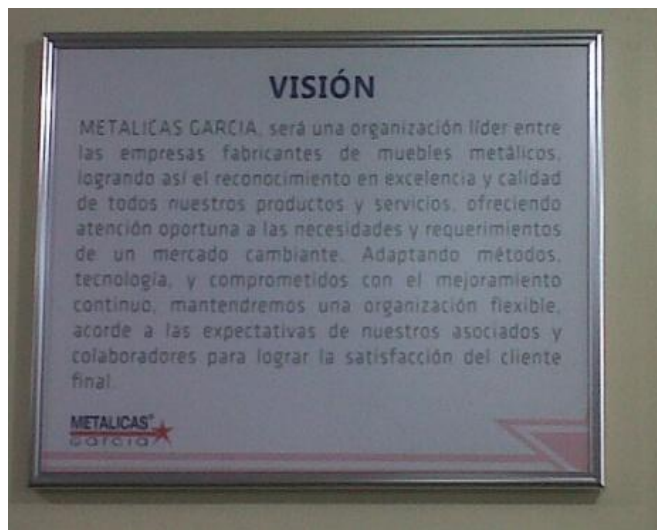 VISIÓN
METALICAS GARCIA, será una organización líder entre
las empresas fabricantes de muebles metálicos,
logrando así el reconocimiento en excelencia y calidad
de todos nuestros productos y servicios, ofreciendo
atención oportuna a las necesidades y requerimientos
de un mercado cambiante. Adaptando métodos,
tecnología, y comprometidos con el mejoramiento
continuo, mantendremos una organización flexible,
acorde a las expectativas de nuestros asociados y
colaboradores para lograr la satisfacción del cliente
final.
METALICAS
García